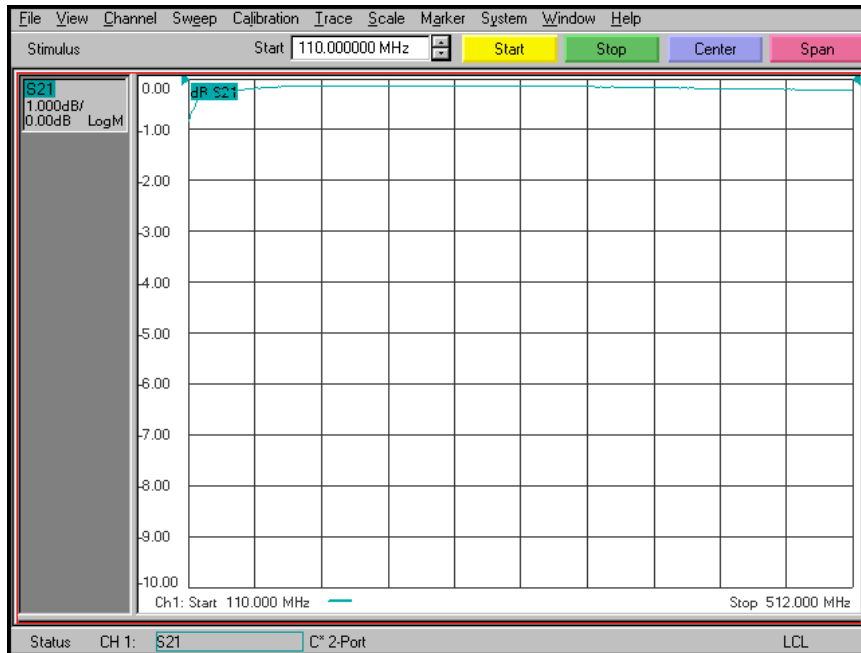 File View Channel Sweep Calibration Trace Scale Marker System Window Help
Stimulus Start 110.000000 MHz Start Stop Center Span
S21
1.000dB/
0.00dB LogM
0.00
dB S21
-1.00
-2.00
-3.00
-4.00
-5.00
-6.00
-7.00
-8.00
-9.00
-10.00
Ch1: Start 110.000 MHz Stop 512.000 MHz
Status CH 1: S21 C* 2-Port LCL